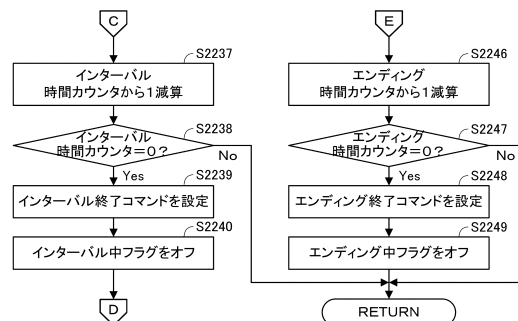 C
S2237
インターバル
時間カウンタから1減算
S2238
インターバル
時間カウンタ=0?
No
Yes
S2239
インターバル終了コマンドを設定
S2240
インターバル中フラグをオフ
D
E
S2246
エンディング
時間カウンタから1減算
S2247
エンディング
時間カウンタ=0?
No
Yes
S2248
エンディング終了コマンドを設定
S2249
エンディング中フラグをオフ
RETURN